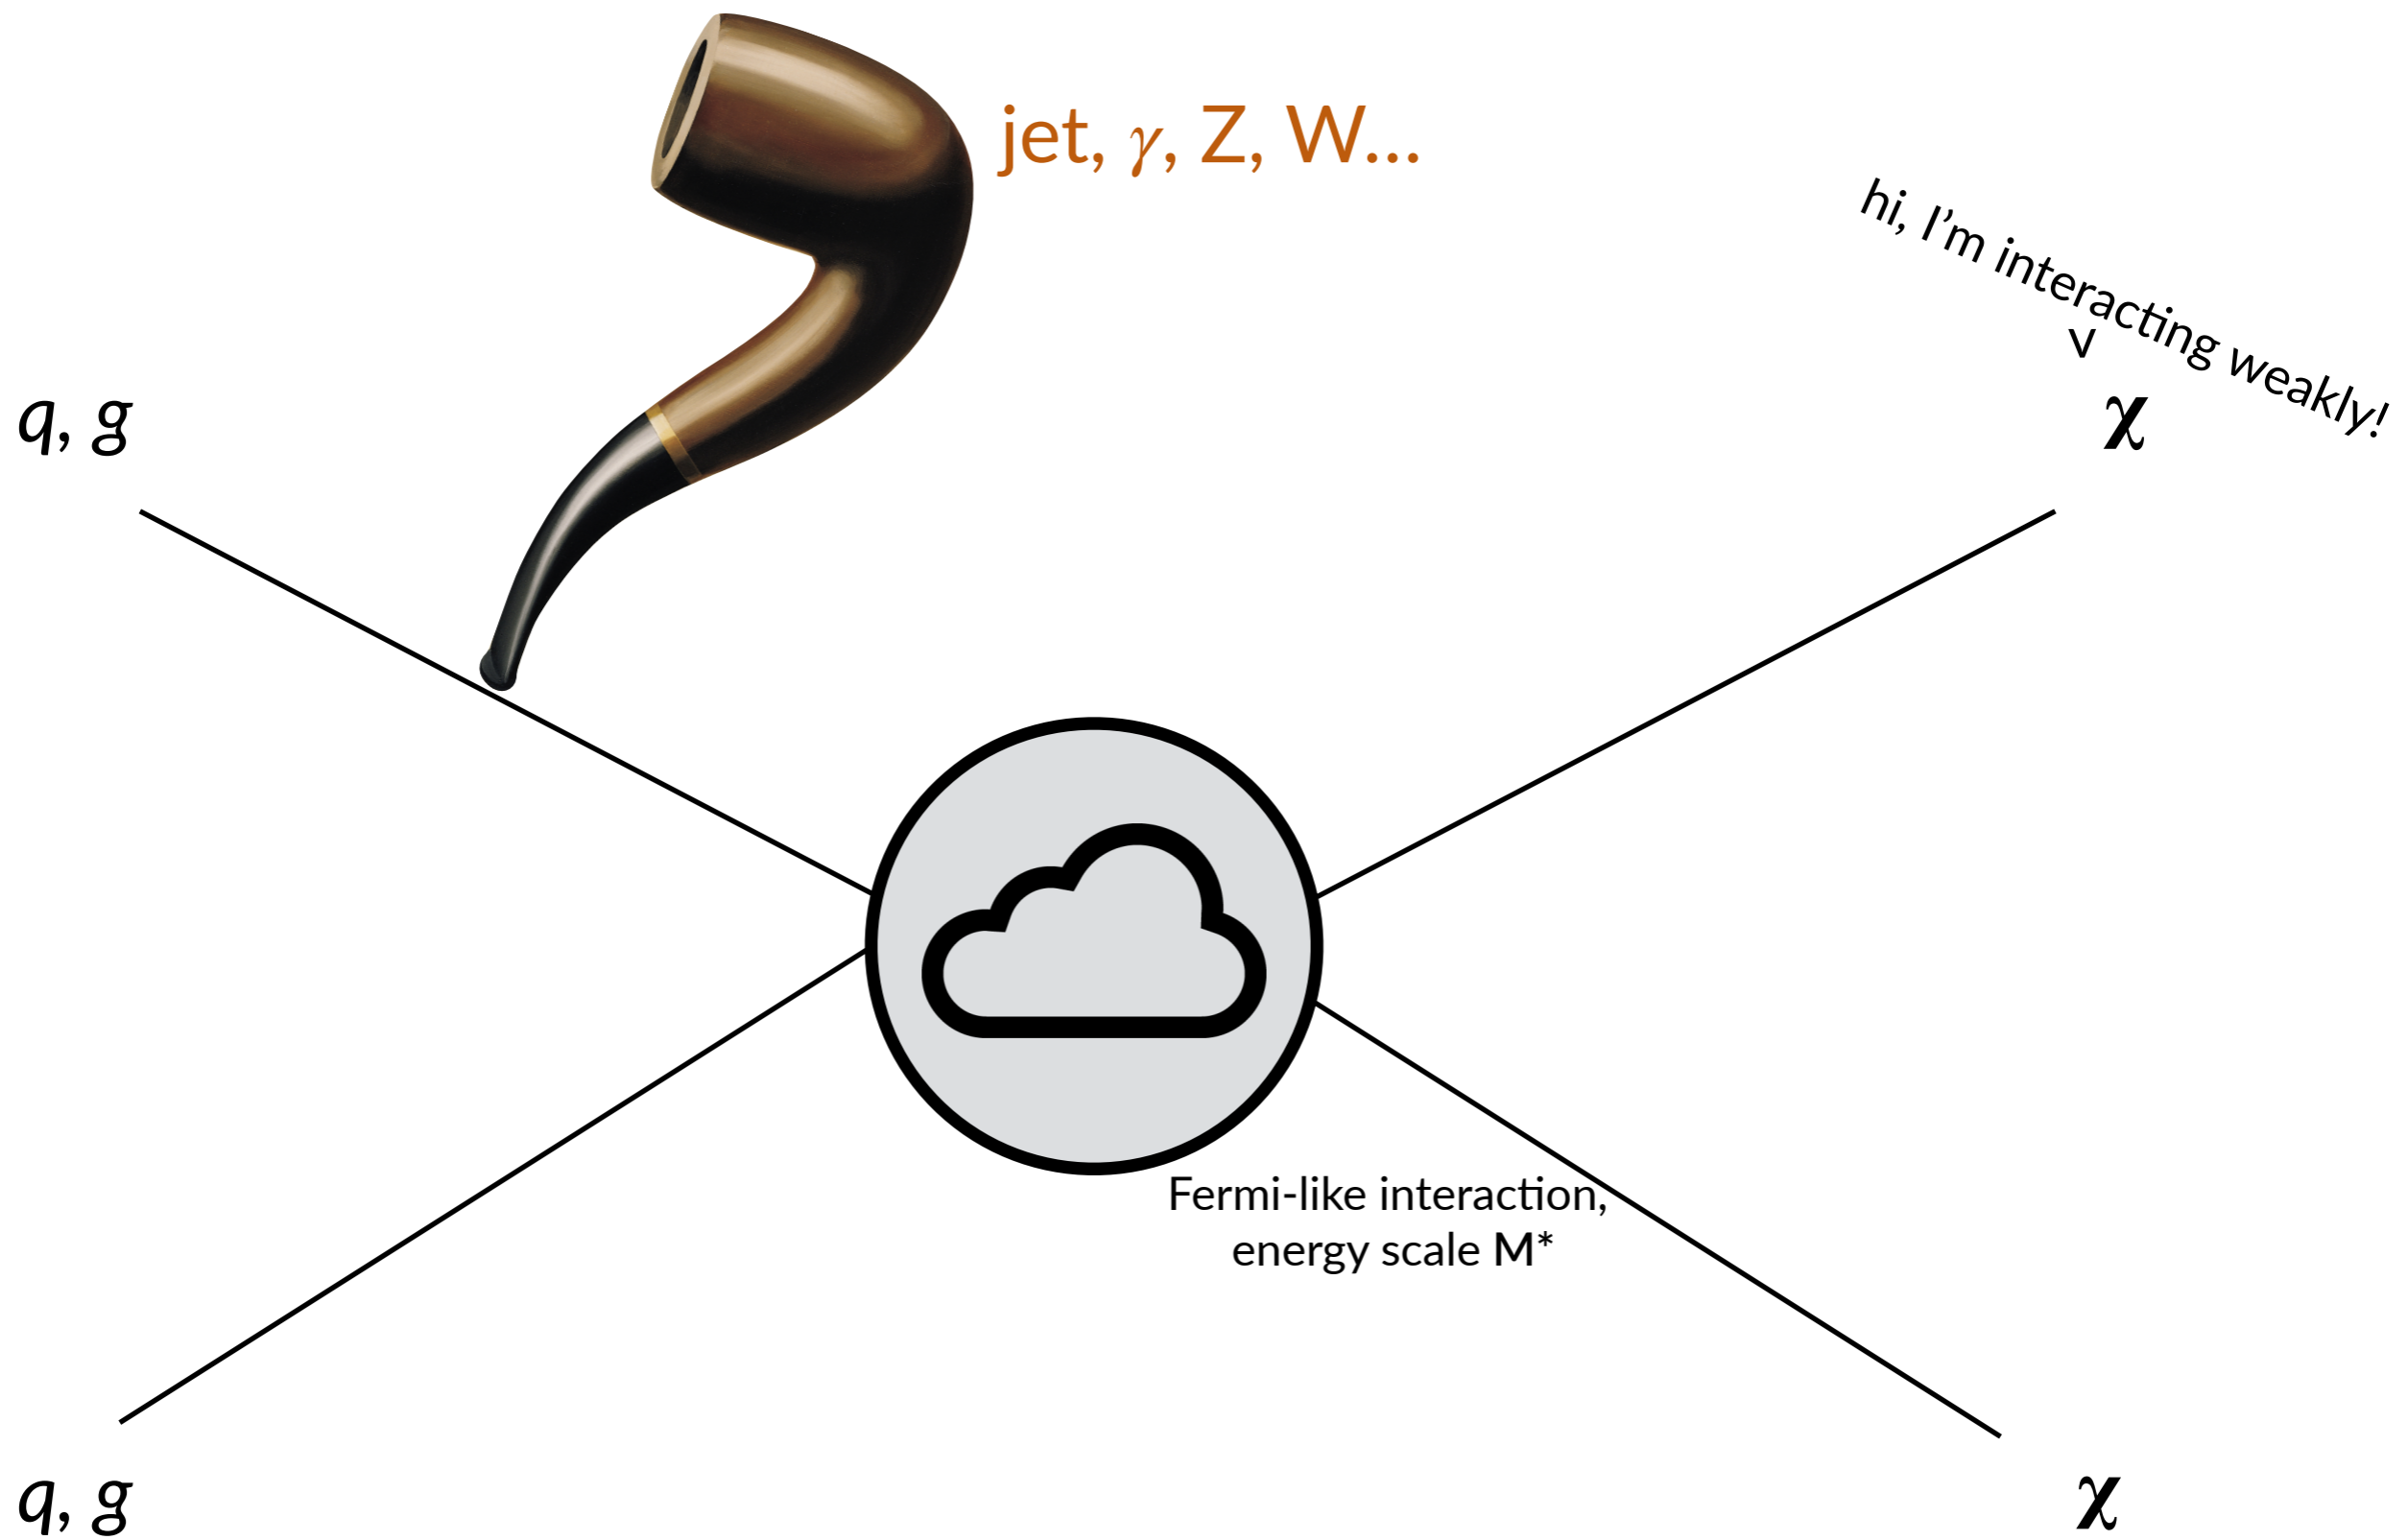 jet, γ, Z, W...
hi, I'm interacting weakly!
v
q, g
χ
Fermi-like interaction,
energy scale M*
q, g
χ